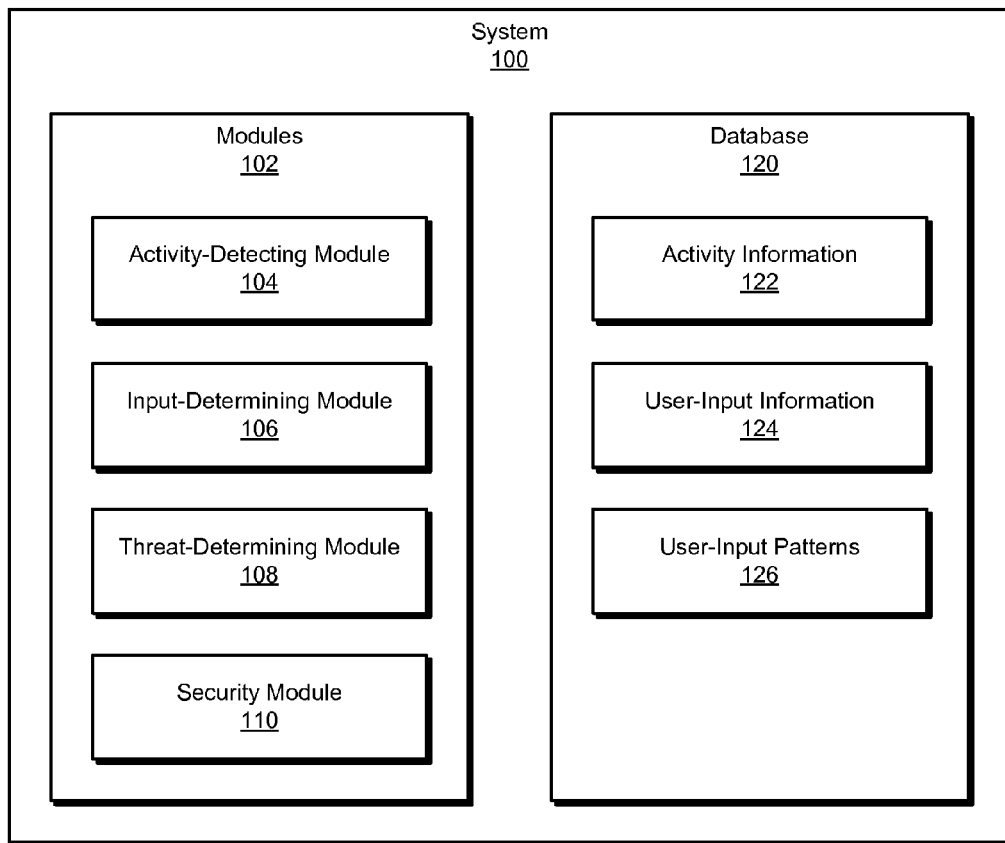 System
100
Modules
102
Activity-Detecting Module
104
Input-Determining Module
106
Threat-Determining Module
108
Security Module
110
Database
120
Activity Information
122
User-Input Information
124
User-Input Patterns
126